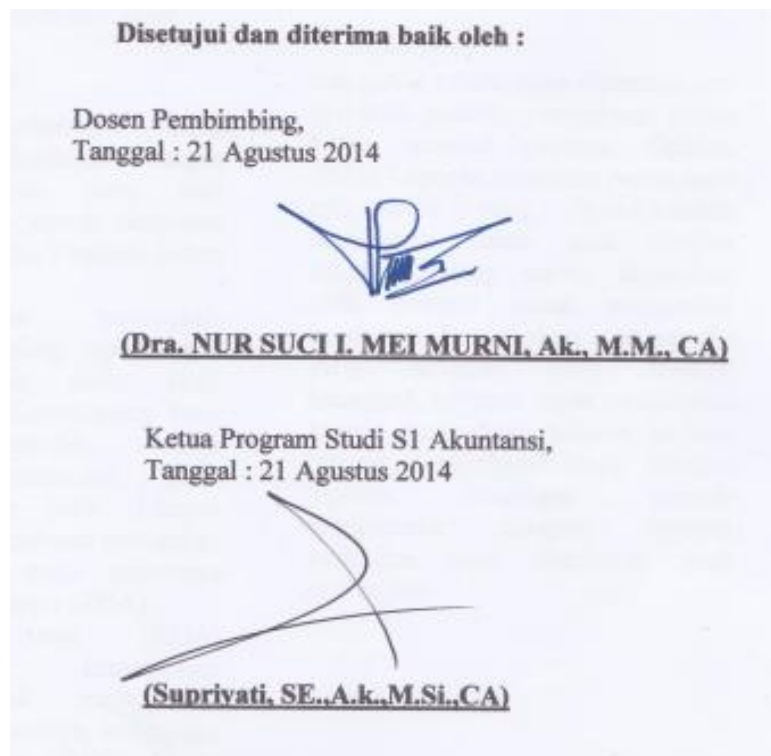 Disetujui dan diterima baik oleh :
Dosen Pembimbing,
Tanggal : 21 Agustus 2014
(Dra. NUR SUCI I. MEI MURNI, Ak., M.M., CA)
Ketua Program Studi S1 Akuntansi,
Tanggal : 21 Agustus 2014
(Supriyati, SE.,A.k.,M.Si.,CA)